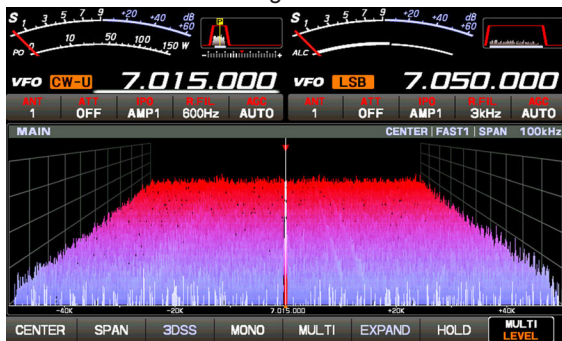 S 1 3 5 7 9 +20 +40 dB +60
PO 0 10 50 100 150 W
P
S 1 3 5 7 9 +20 +40 dB +60
ALC
VFO CW-U 7.015.000
VFO LSB 7.050.000
ANT ATT IPO R.FIL AGC
1 OFF AMP1 600Hz AUTO
ANT ATT IPO R.FIL AGC
1 OFF AMP1 3kHz AUTO
MAIN CENTER | FAST1 | SPAN 100kHz
-40K -20K 7.015.000 +20K +40K
CENTER SPAN 3DSS MONO MULTI EXPAND HOLD MULTI
LEVEL